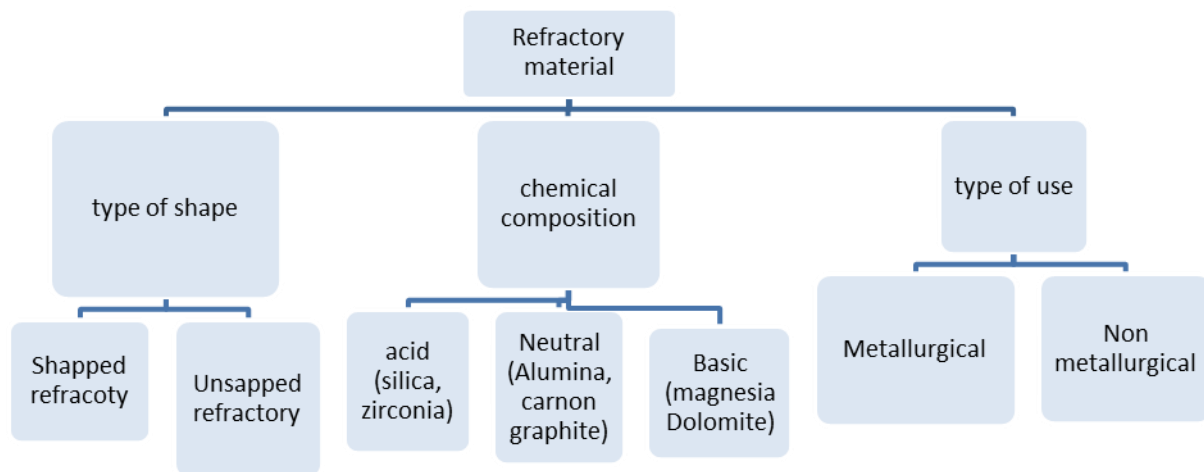 Refractory
material
type of shape
chemical
composition
type of use
Shapped
refracoty
Unsapped
refractory
acid
(silica,
zirconia)
Neutral
(Alumina,
carnon
graphite)
Basic
(magnesia
Dolomite)
Metallurgical
Non
metallurgical